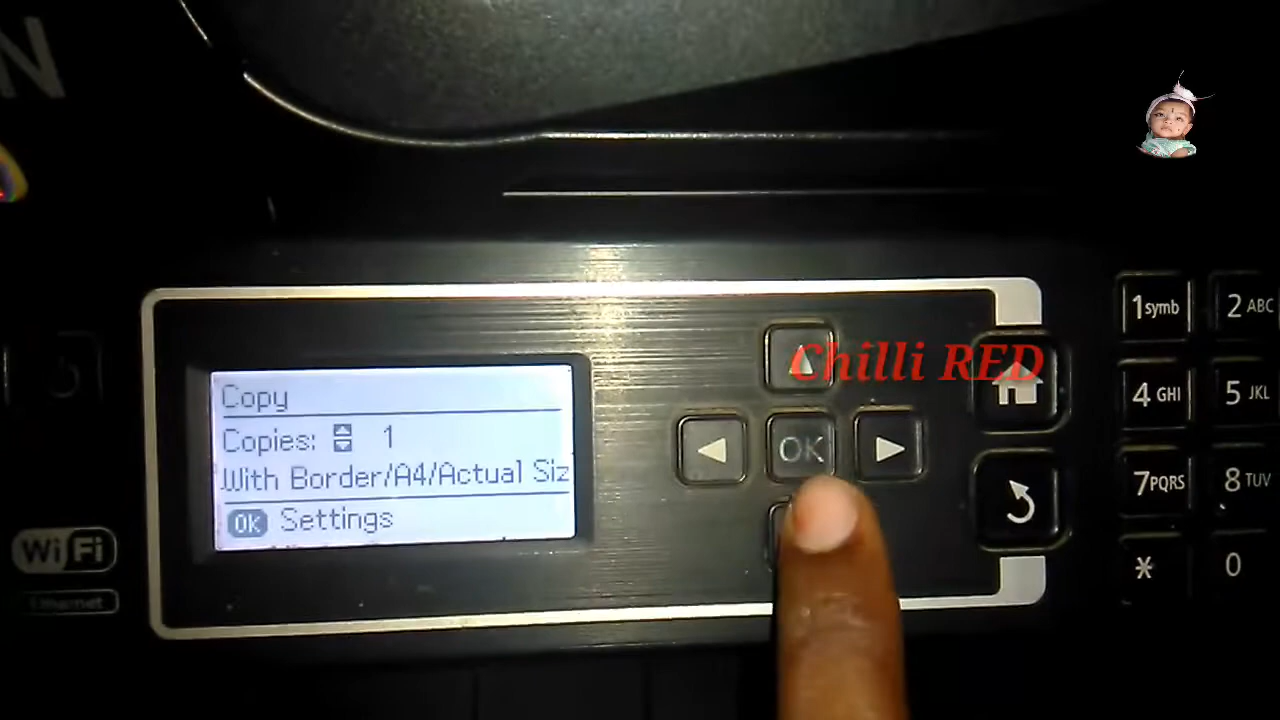 N
Copy
Copies: 1
With Border/A4/Actual Siz
OK Settings
Chilli RED
OK
1symb
2 ABC
4 GHI
5 JKL
7PQRS
8 TUV
*
0
WiFi
Ethernet